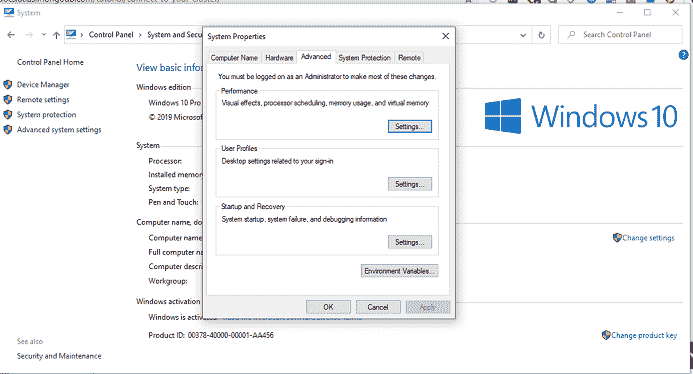 System
Control Panel
System and Secu
Search Control Panel
Control Panel Home
Device Manager
Remote settings
System protection
Advanced system settings
See also
Security and Maintenance
View basic infor
Windows edition
Windows 10 Pro
© 2019 Microsof
System
Processor:
Installed memor
System type:
Pen and Touch:
Computer name, do
Computer name
Full computer na
Computer descri
Workgroup:
Windows activation
Windows is activated
Product ID: 00378-40000-00001-AA456
System Properties
Computer Name
Hardware
Advanced
System Protection
Remote
You must be logged on as an Administrator to make most of these changes.
Performance
Visual effects, processor scheduling, memory usage, and virtual memory
Settings...
User Profiles
Desktop settings related to your sign-in
Settings...
Startup and Recovery
System startup, system failure, and debugging information
Settings...
Environment Variables...
OK
Cancel
Apply
Windows 10
Change settings
Change product key